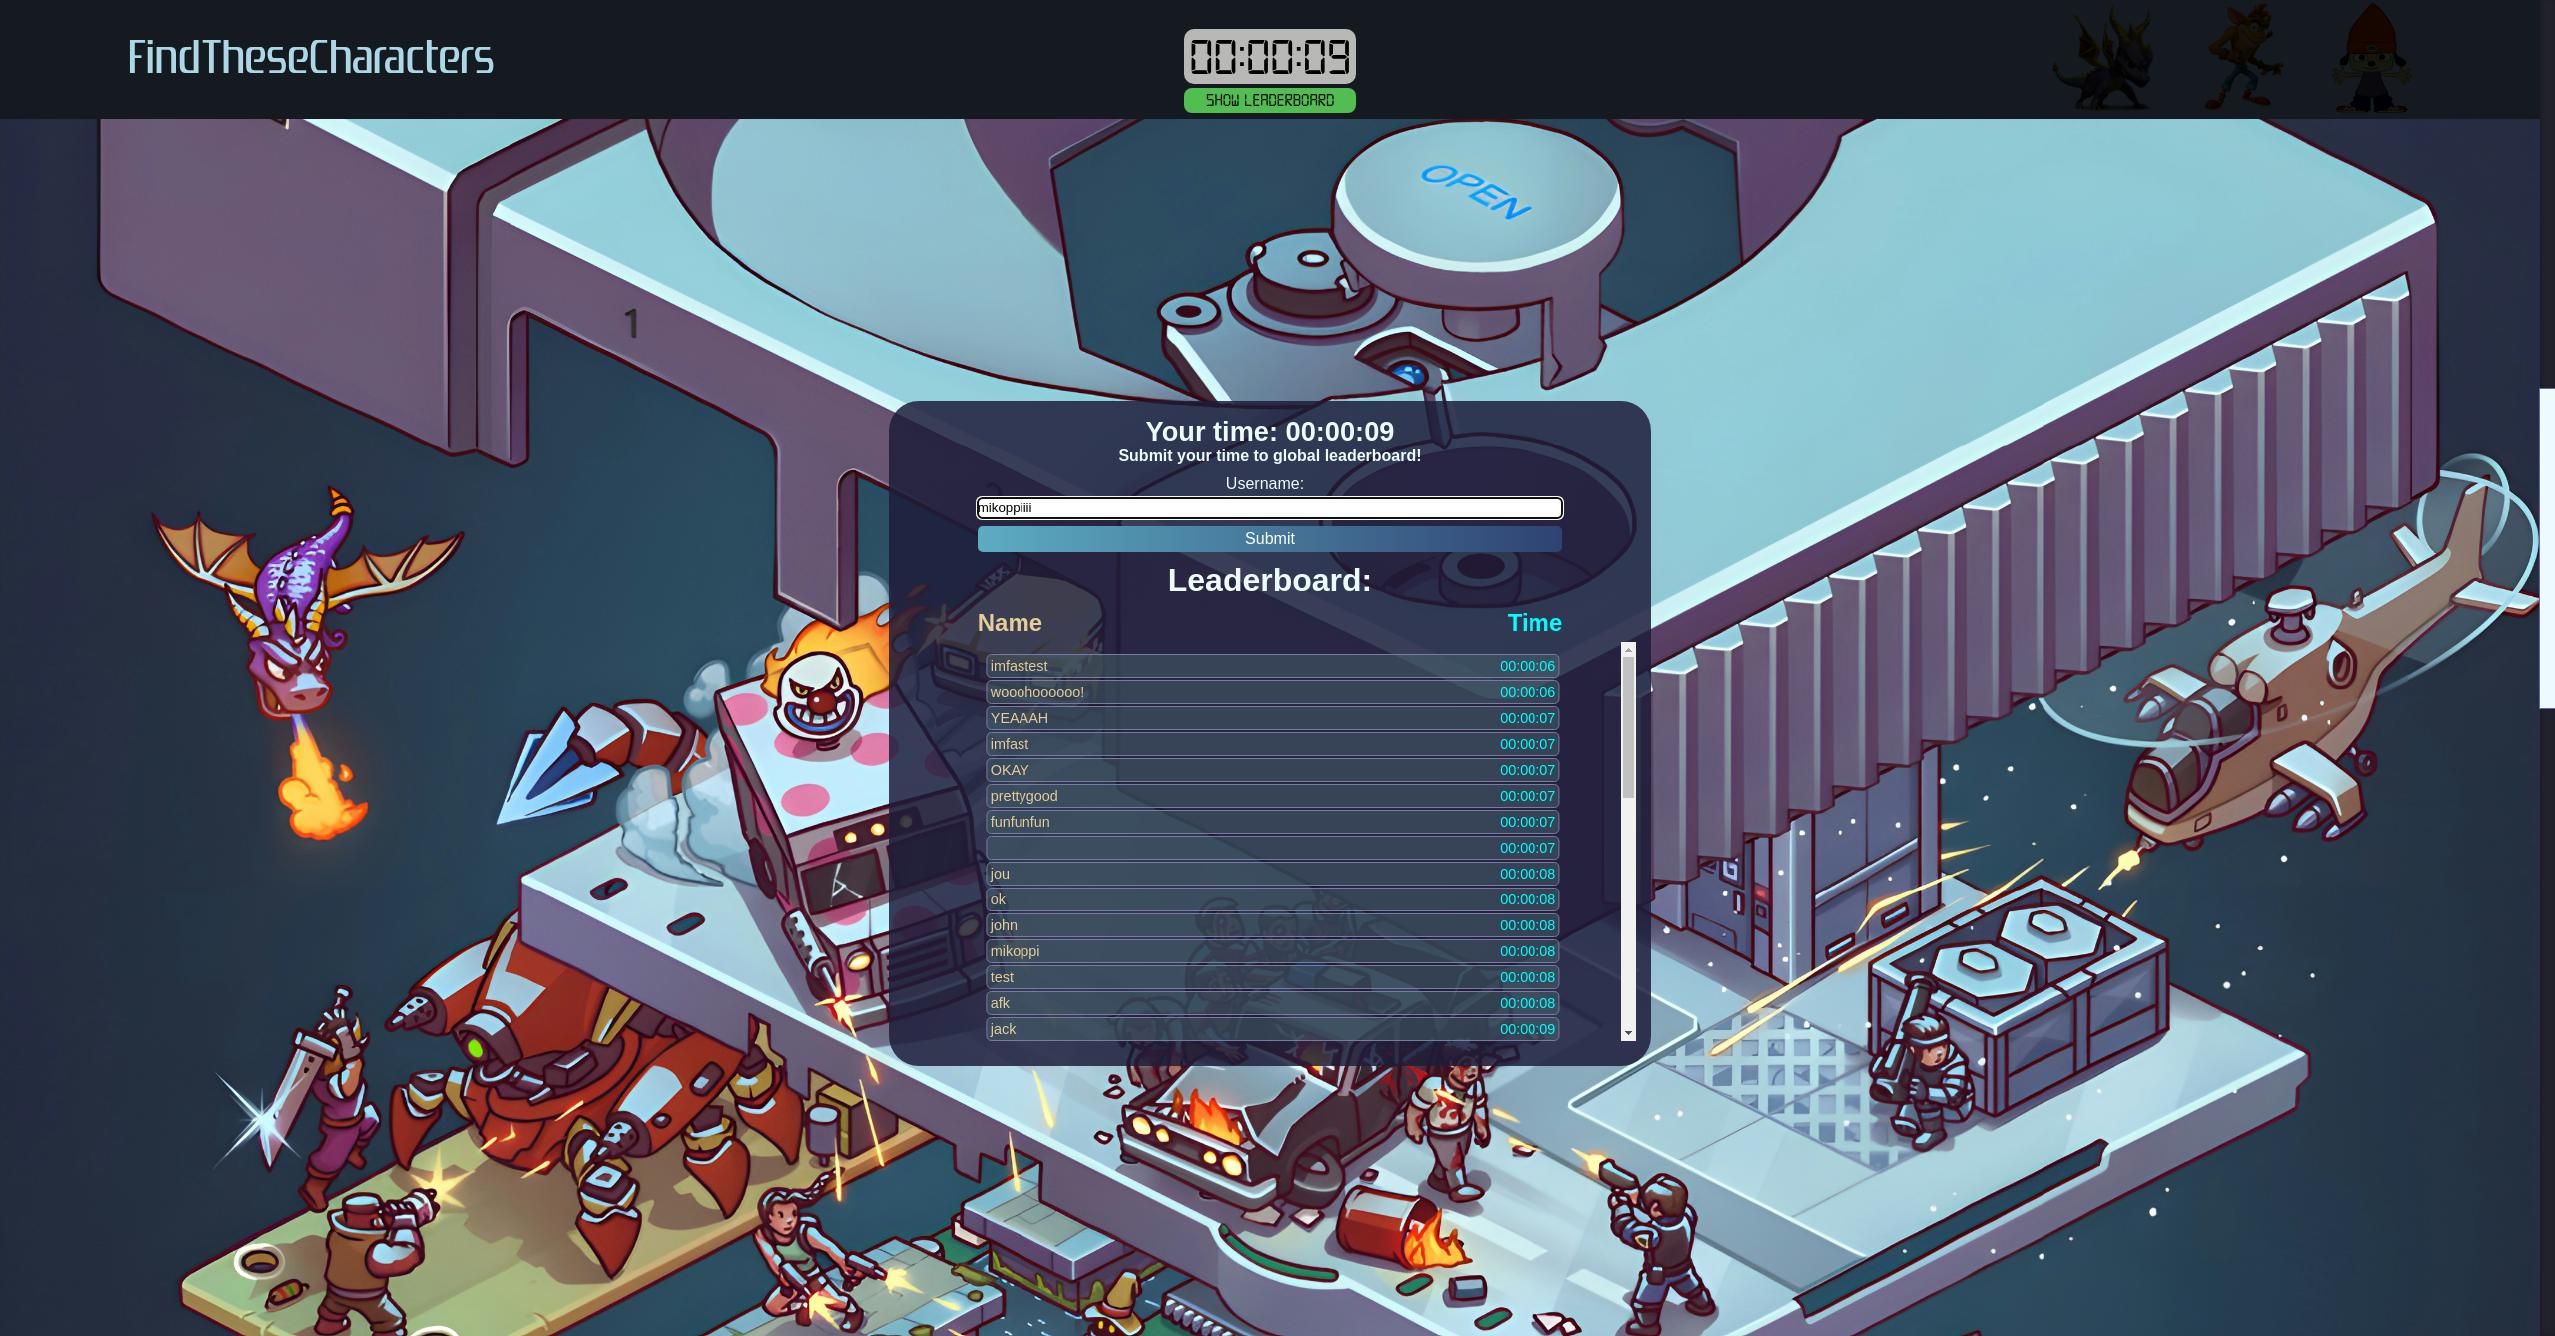 FindTheseCharacters
00:00:09
SHOW LEADERBOARD
OPEN
1
Your time: 00:00:09
Submit your time to global leaderboard!
Username:
mikoppiiii
Submit
Leaderboard:
Name Time
imfastest 00:00:06
wooohoooooo! 00:00:06
YEAAAH 00:00:07
imfast 00:00:07
OKAY 00:00:07
prettygood 00:00:07
funfunfun 00:00:07
00:00:07
jou 00:00:08
ok 00:00:08
john 00:00:08
mikoppi 00:00:08
test 00:00:08
afk 00:00:08
jack 00:00:09